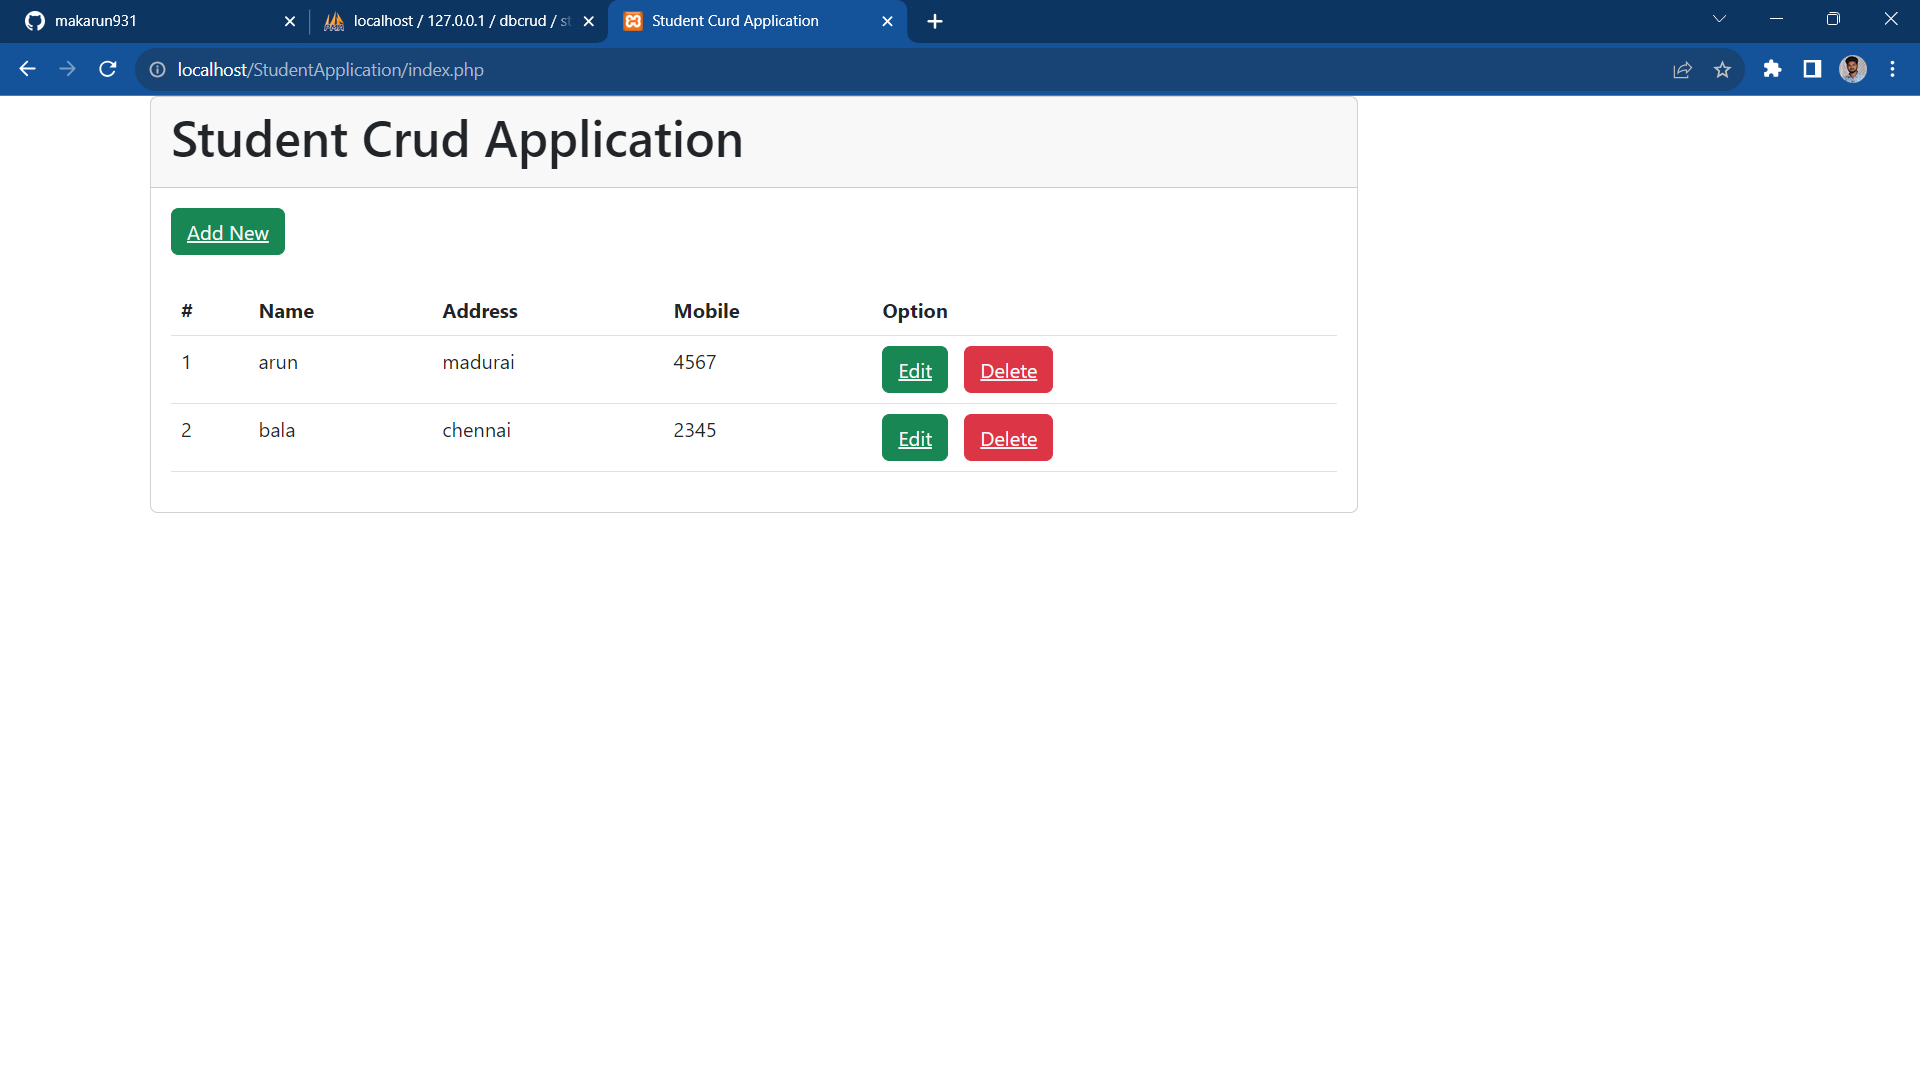 makarun931
localhost / 127.0.0.1 / dbcrud / st
Student Curd Application
localhost/StudentApplication/index.php
Student Crud Application
Add New
# Name Address Mobile Option
1 arun madurai 4567 Edit Delete
2 bala chennai 2345 Edit Delete